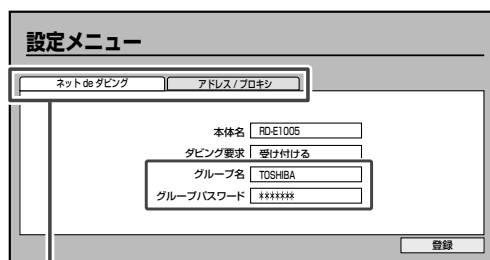 設定メニュー
ネット de ダビング
アドレス / プロキシ
本体名 RD-E1005
ダビング要求 受け付ける
グループ名 TOSHIBA
グループパスワード *******
登録